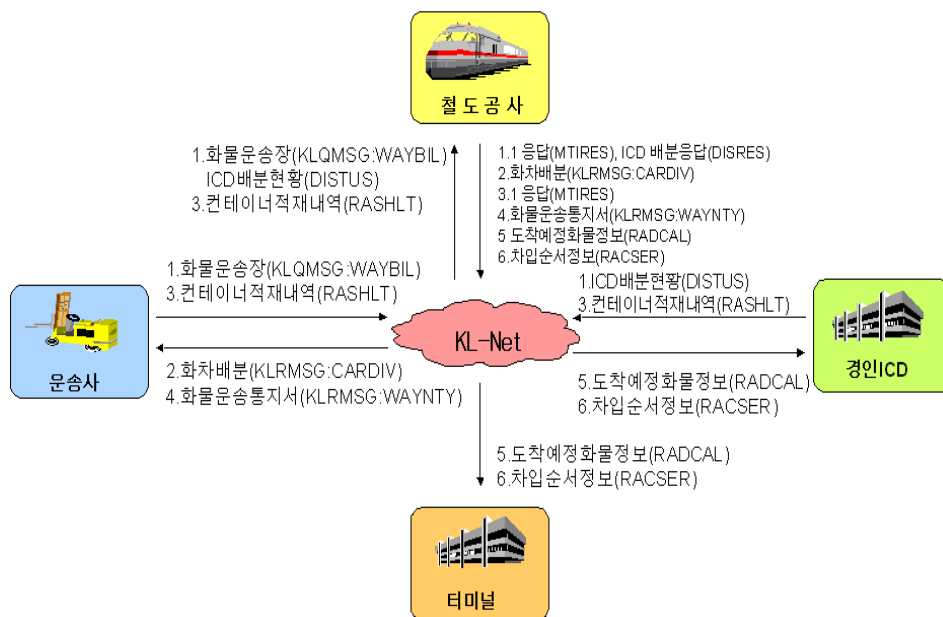 철 도 공 사
1.화물운송장(KLQMSG:WAYBIL)
ICD배분현황(DISTUS)
3.컨테이너적재내역(RASHLT)
1.1 응답(MTIRES), ICD 배분응답(DISRES)
2.화차배분(KLRMSG:CARDIV)
3.1 응답(MTIRES)
4.화물운송통지서(KLRMSG:WAYNTY)
5 도착예정화물정보(RADCAL)
6.차입순서정보(RACSER)
1.화물운송장(KLQMSG:WAYBIL)
3.컨테이너적재내역(RASHLT)
1.ICD배분현황(DISTUS)
3.컨테이너적재내역(RASHLT)
운송사
KL-Net
경인ICD
2.화차배분(KLRMSG:CARDIV)
4.화물운송통지서(KLRMSG:WAYNTY)
5.도착예정화물정보(RADCAL)
6.차입순서정보(RACSER)
5.도착예정화물정보(RADCAL)
6.차입순서정보(RACSER)
터미널